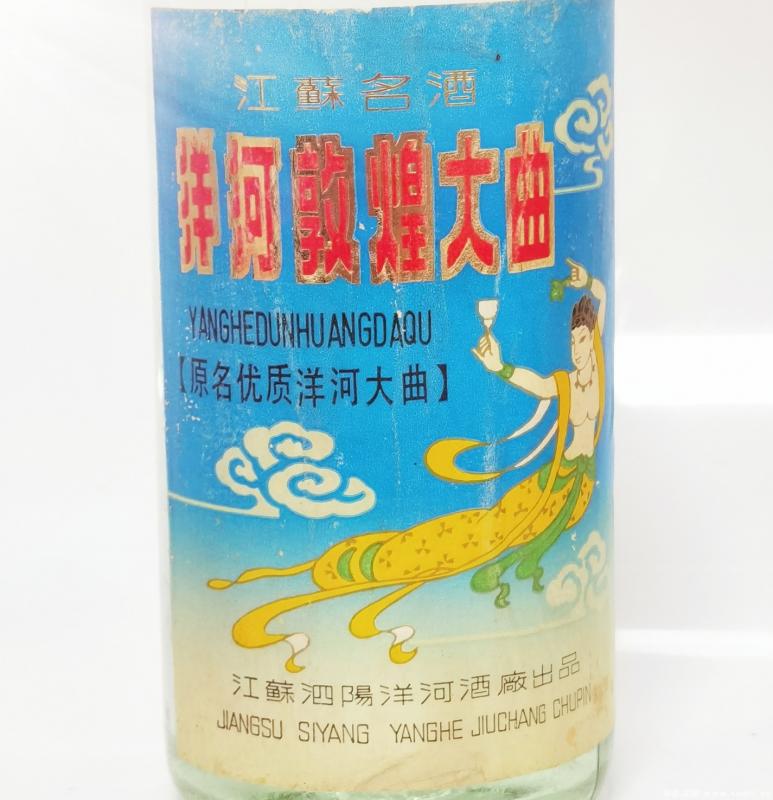 江蘇名酒
洋河敦煌大曲
YANGHEDUNHUANGDAQU
【原名优质洋河大曲】
江蘇泗陽洋河酒廠出品
JIANGSU SIYANG YANGHE JIUCHANG CHUPIN